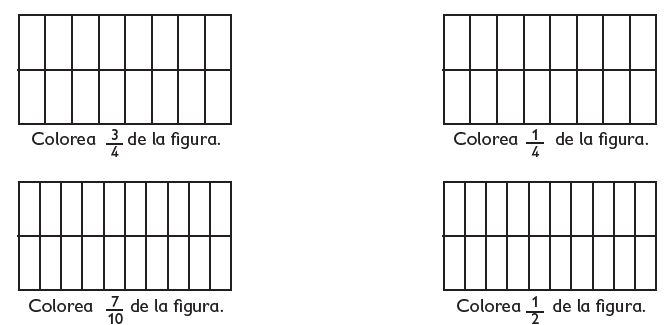 Colorea 3/4 de la figura.
Colorea 1/4 de la figura.
Colorea 7/10 de la figura.
Colorea 1/2 de la figura.